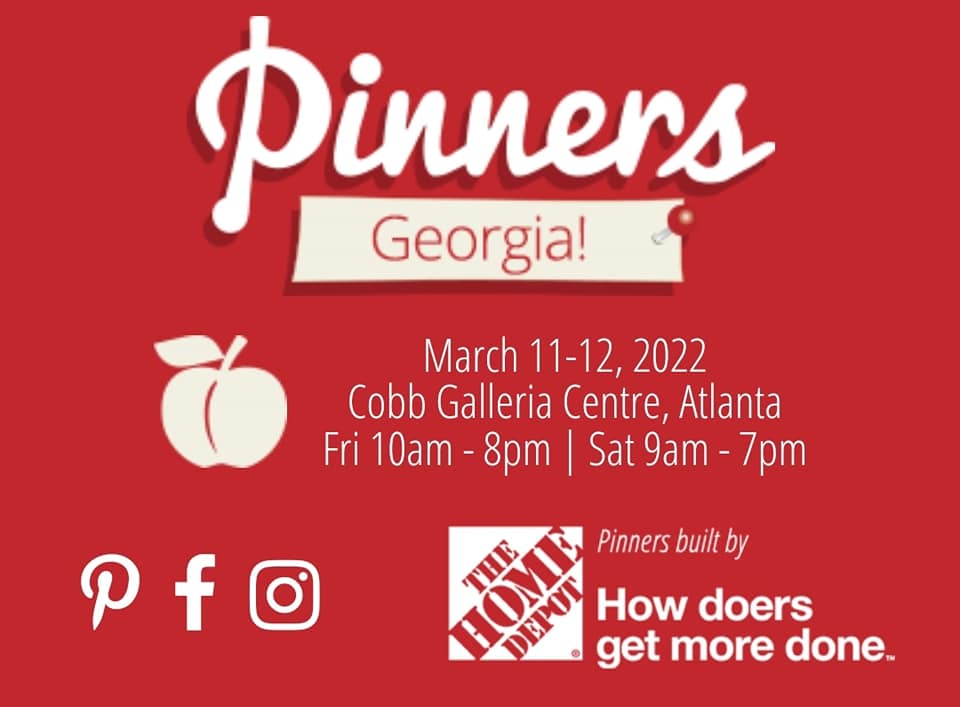 Pinners
Georgia!
March 11-12, 2022
Cobb Galleria Centre, Atlanta
Fri 10am - 8pm | Sat 9am - 7pm
Pinners built by
THE
HOME
DEPOT®
How doers
get more done.™